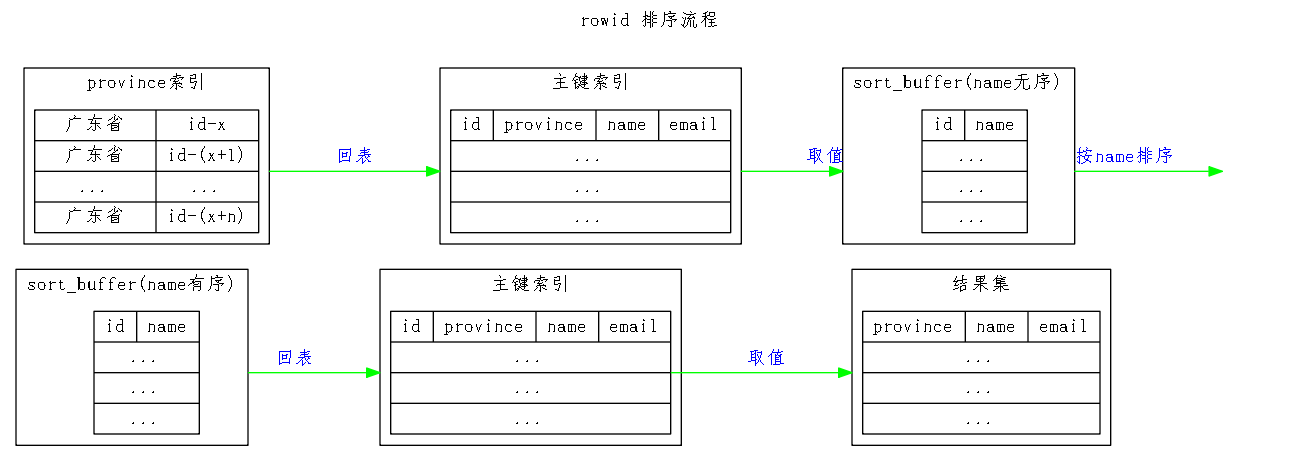 rowid 排序流程
province索引
广东省 id-x
广东省 id-(x+1)
... ...
广东省 id-(x+n)
回表
主键索引
id province name email
...
...
...
取值
sort_buffer(name无序)
id name
...
...
...
按name排序
sort_buffer(name有序)
id name
...
...
...
回表
主键索引
id province name email
...
...
...
取值
结果集
province name email
...
...
...